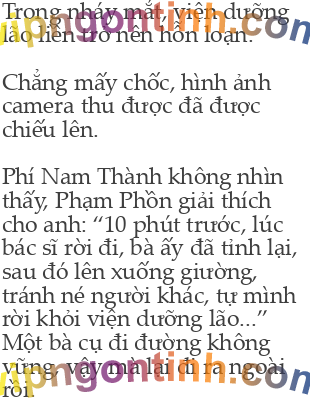 Trong nháy mắt, viện dưỡng
lão liền trở nên hỗn loạn.
Chẳng mấy chốc, hình ảnh
camera thu được đã được
chiếu lên.
Phí Nam Thành không nhìn
thấy, Phạm Phồn giải thích
cho anh: “10 phút trước, lúc
bác sĩ rời đi, bà ấy đã tỉnh lại,
sau đó lên xuống giường,
tránh né người khác, tự mình
rời khỏi viện dưỡng lão...”
Một bà cụ đi đường không
vững, vậy mà lại đi ra ngoài
rồi.
vipngontinh.com
vipngontinh.com